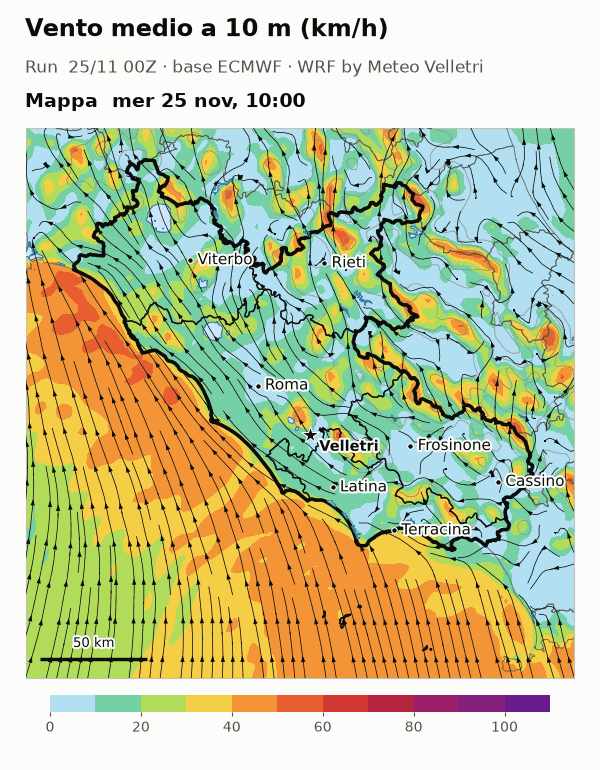 Vento medio a 10 m (km/h)
Run  25/11 00Z · base ECMWF · WRF by Meteo Velletri
Mappa  mer 25 nov, 10:00
Viterbo
Rieti
Roma
Velletri
Frosinone
Cassino
Latina
Terracina
50 km
0 20 40 60 80 100